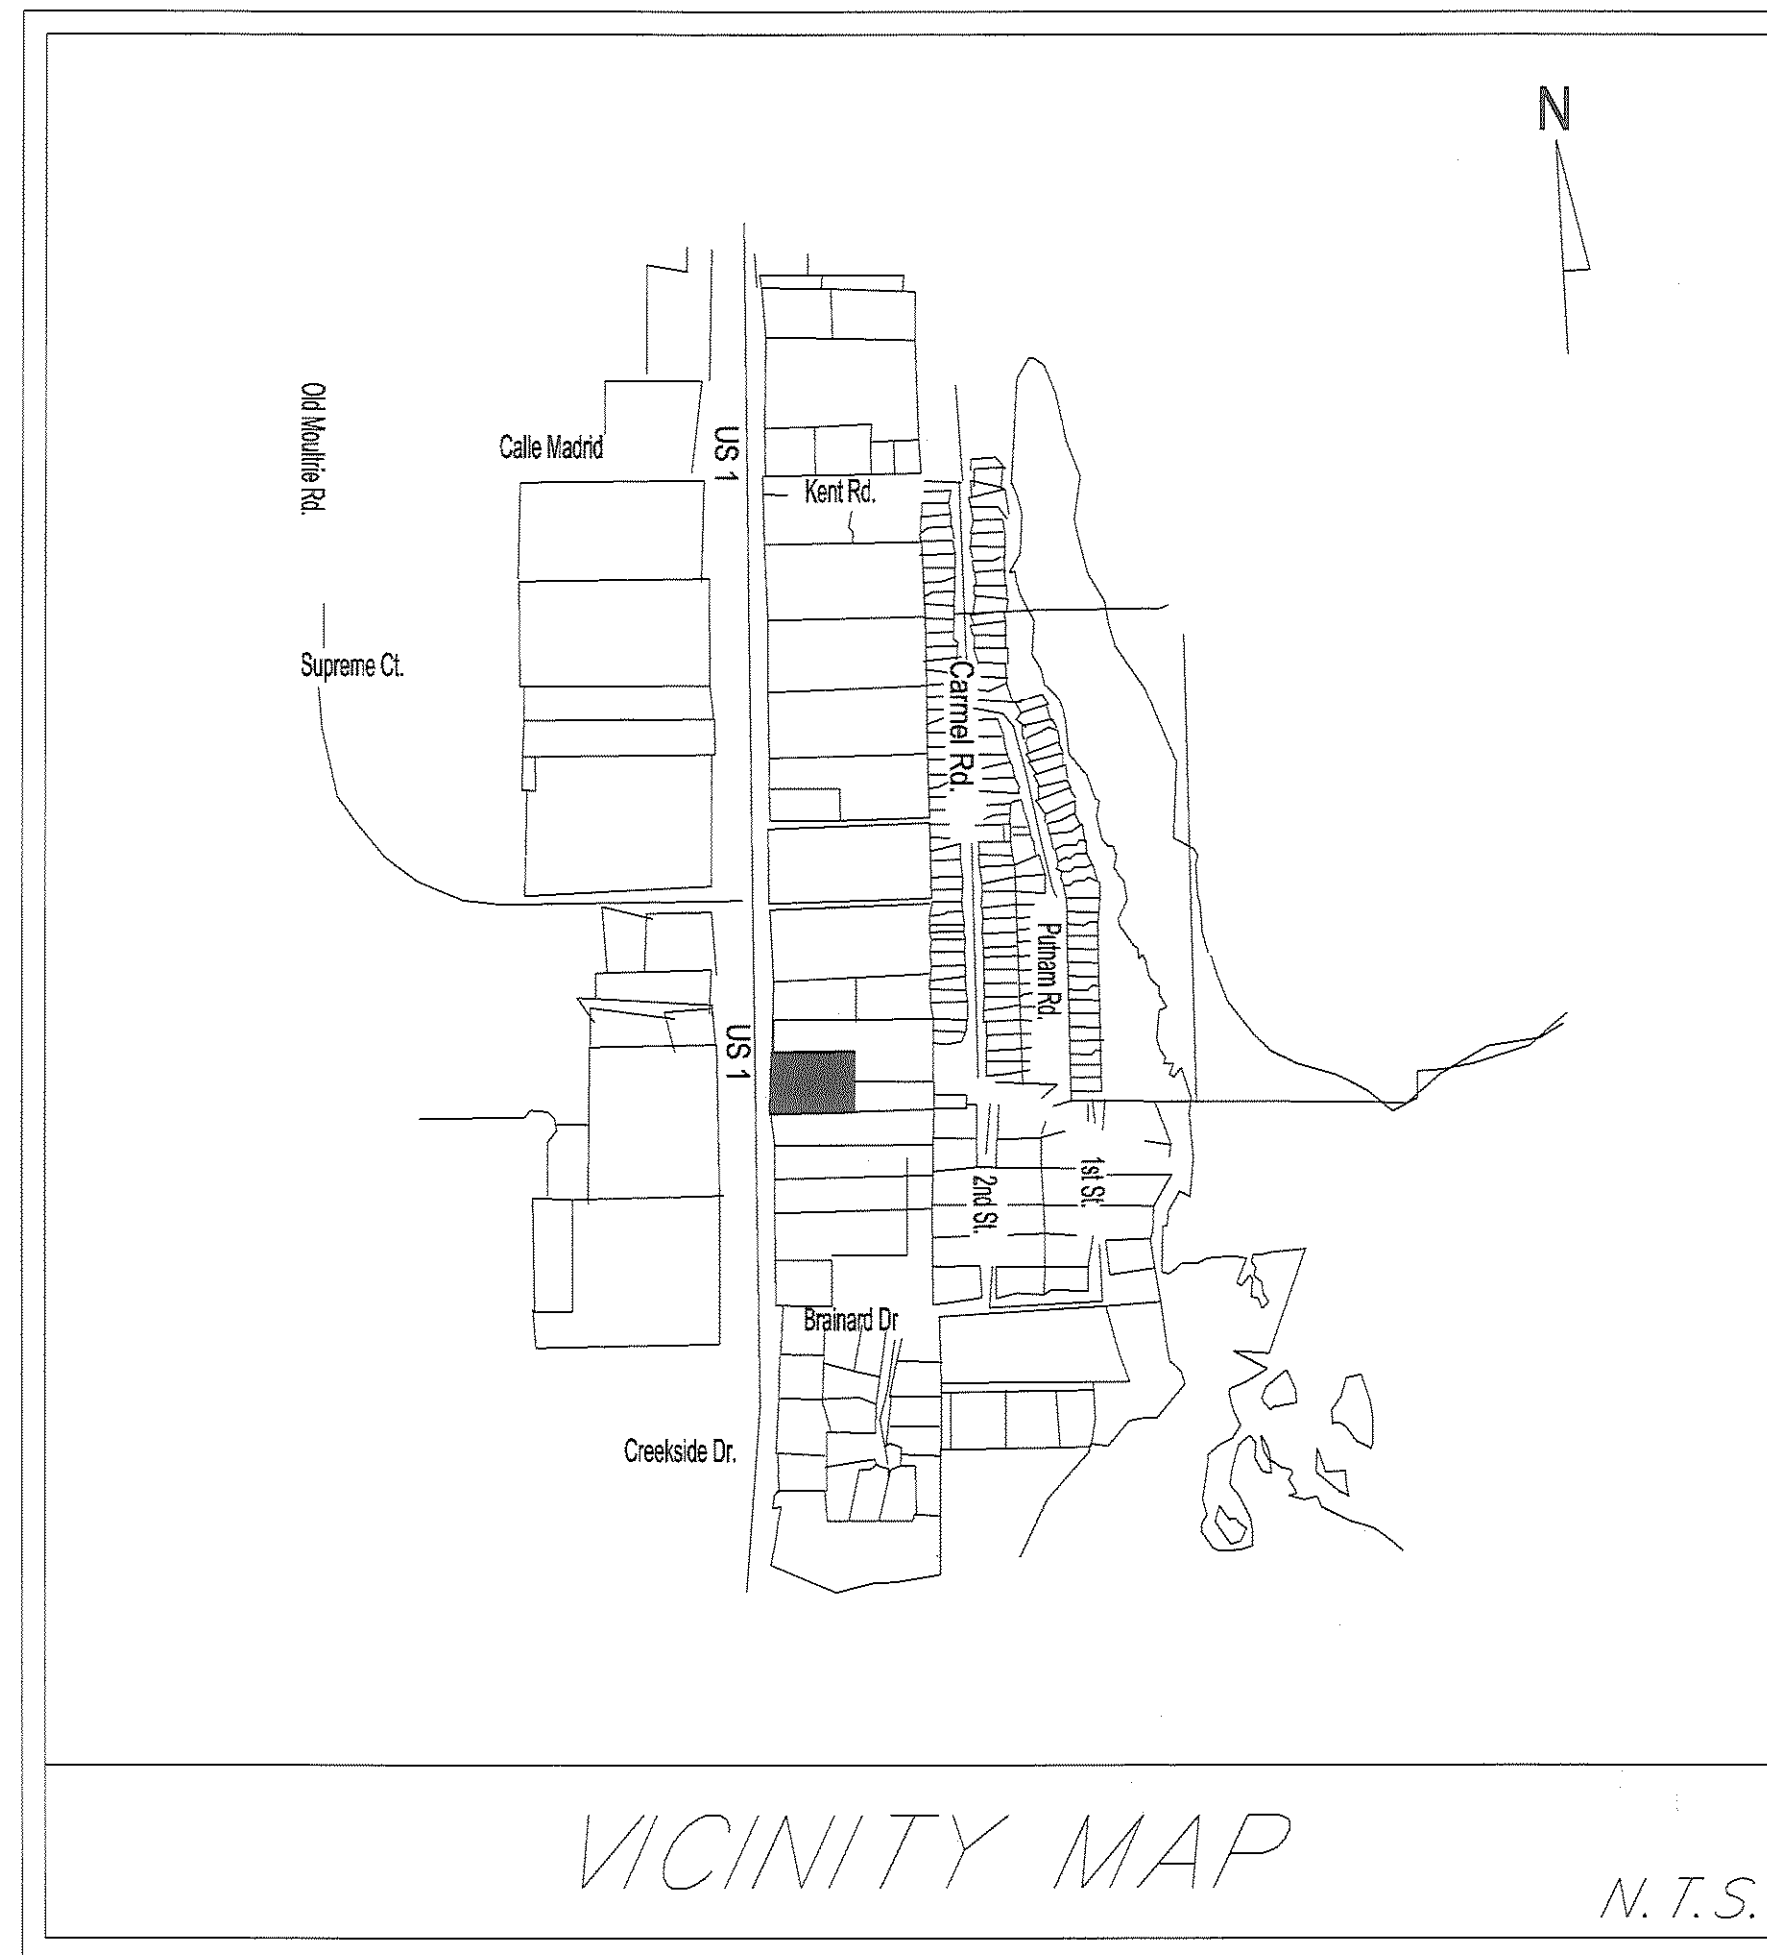 N
Old Moultrie Rd.
Calle Madrid
US 1
Kent Rd.
Supreme Ct.
Carmel Rd.
Putnam Rd.
US 1
1st St.
2nd St.
Brainard Dr
Creekside Dr.
VICINITY MAP
N.T.S.